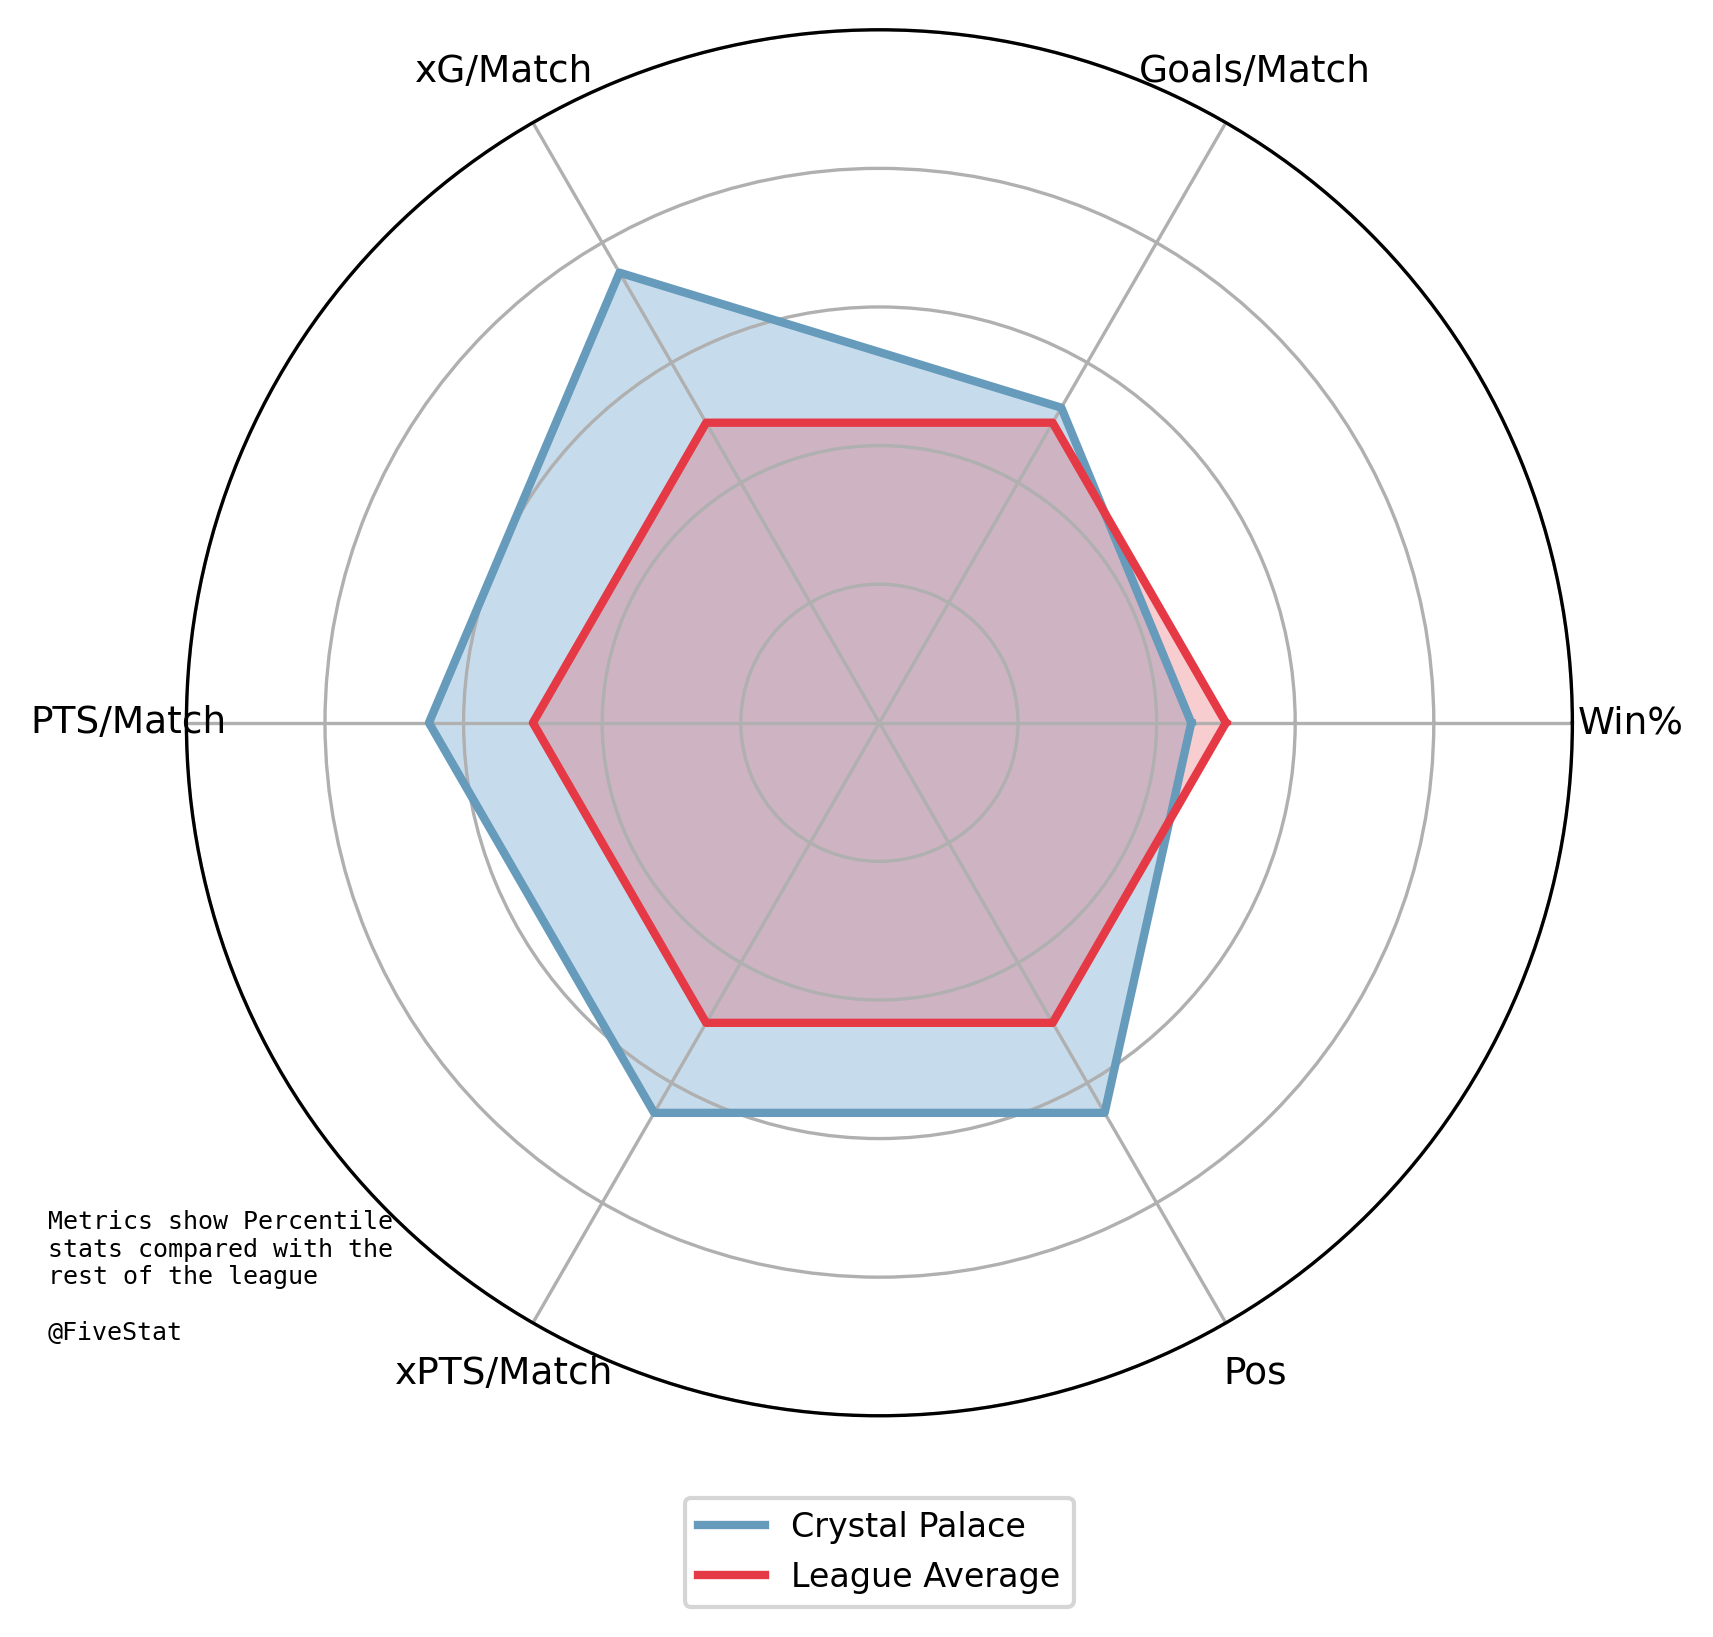 xG/Match
Goals/Match
PTS/Match
Win%
Metrics show Percentile
stats compared with the
rest of the league
@FiveStat
xPTS/Match
Pos
Crystal Palace
League Average